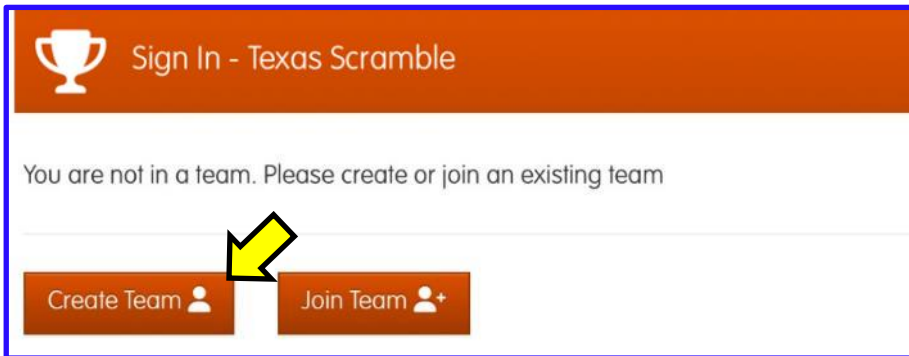 Sign In - Texas Scramble
You are not in a team. Please create or join an existing team
Create Team
Join Team